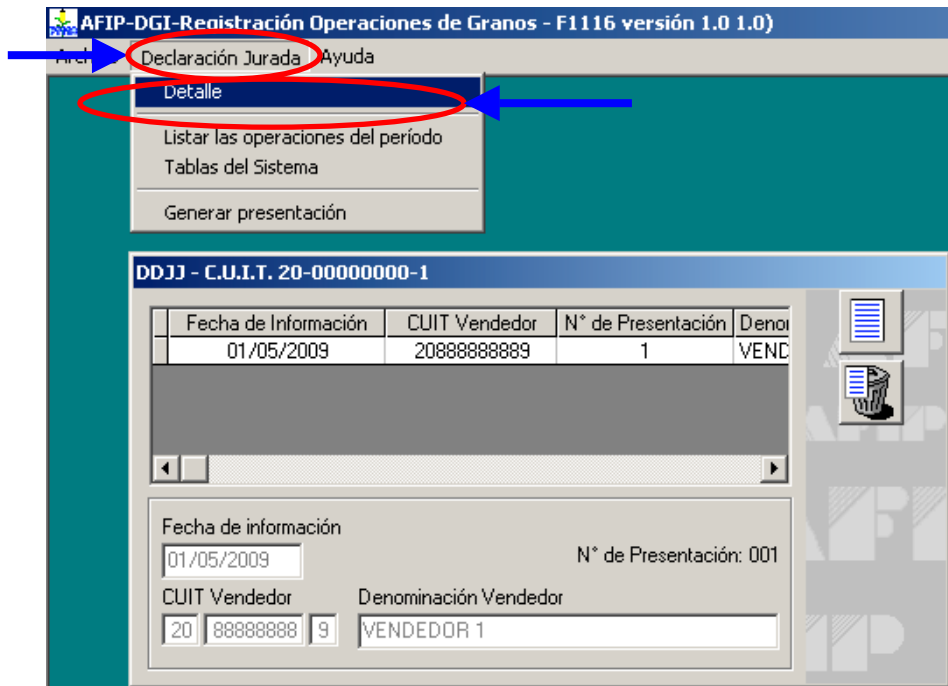 AFIP-DGI-Registración Operaciones de Granos - F1116 versión 1.0 1.0)
Declaración Jurada Ayuda
Detalle
Listar las operaciones del período
Tablas del Sistema
Generar presentación
DDJJ - C.U.I.T. 20-00000000-1
Fecha de Información CUIT Vendedor N° de Presentación
01/05/2009 20888888889 1 VEND
Fecha de información
01/05/2009 N° de Presentación: 001
CUIT Vendedor Denominación Vendedor
20 88888888 9 VENDEDOR 1
AFIP